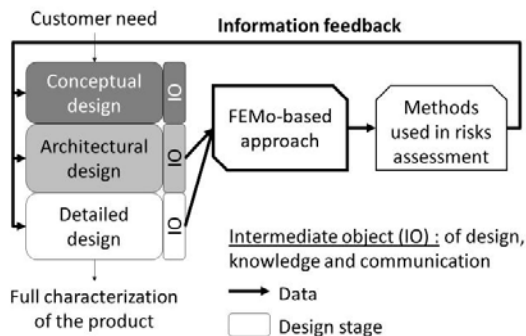 Customer need
Information feedback
Conceptual
design
IO
Architectural
design
IO
Detailed
design
IO
FEMo-based
approach
Methods
used in risks
assessment
Full characterization
of the product
Intermediate object (IO) : of design,
knowledge and communication
Data
Design stage